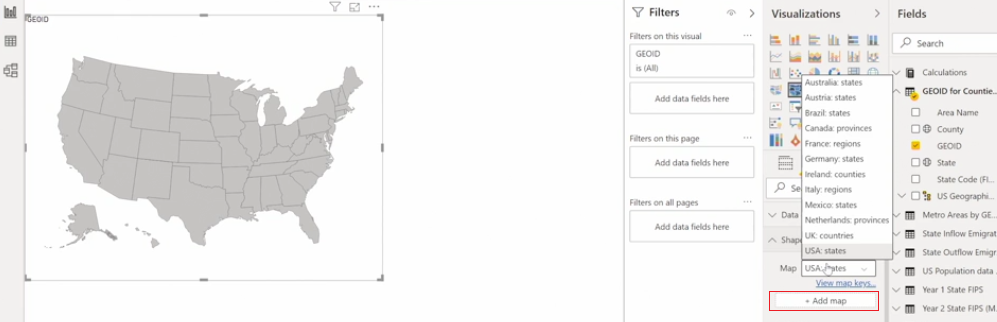 GEOID
Filters
Filters on this visual
GEOID
is (All)
Add data fields here
Filters on this page
Add data fields here
Filters on all pages
Add data fields here
Visualizations
Australia: states
Austria: states
Brazil: states
Canada: provinces
France: regions
Germany: states
Ireland: counties
Italy: regions
Mexico: states
Netherlands: provinces
UK: countries
USA: states
Data
Map
USA: states
View map keys...
+ Add map
Fields
Search
Calculations
GEOID for Countie...
Area Name
County
GEOID
State
State Code (FI...
US Geographi...
Metro Areas by GE...
State Inflow Emigrat
State Outflow Emigr
US Population data
Year 1 State FIPS
Year 2 State FIPS (M